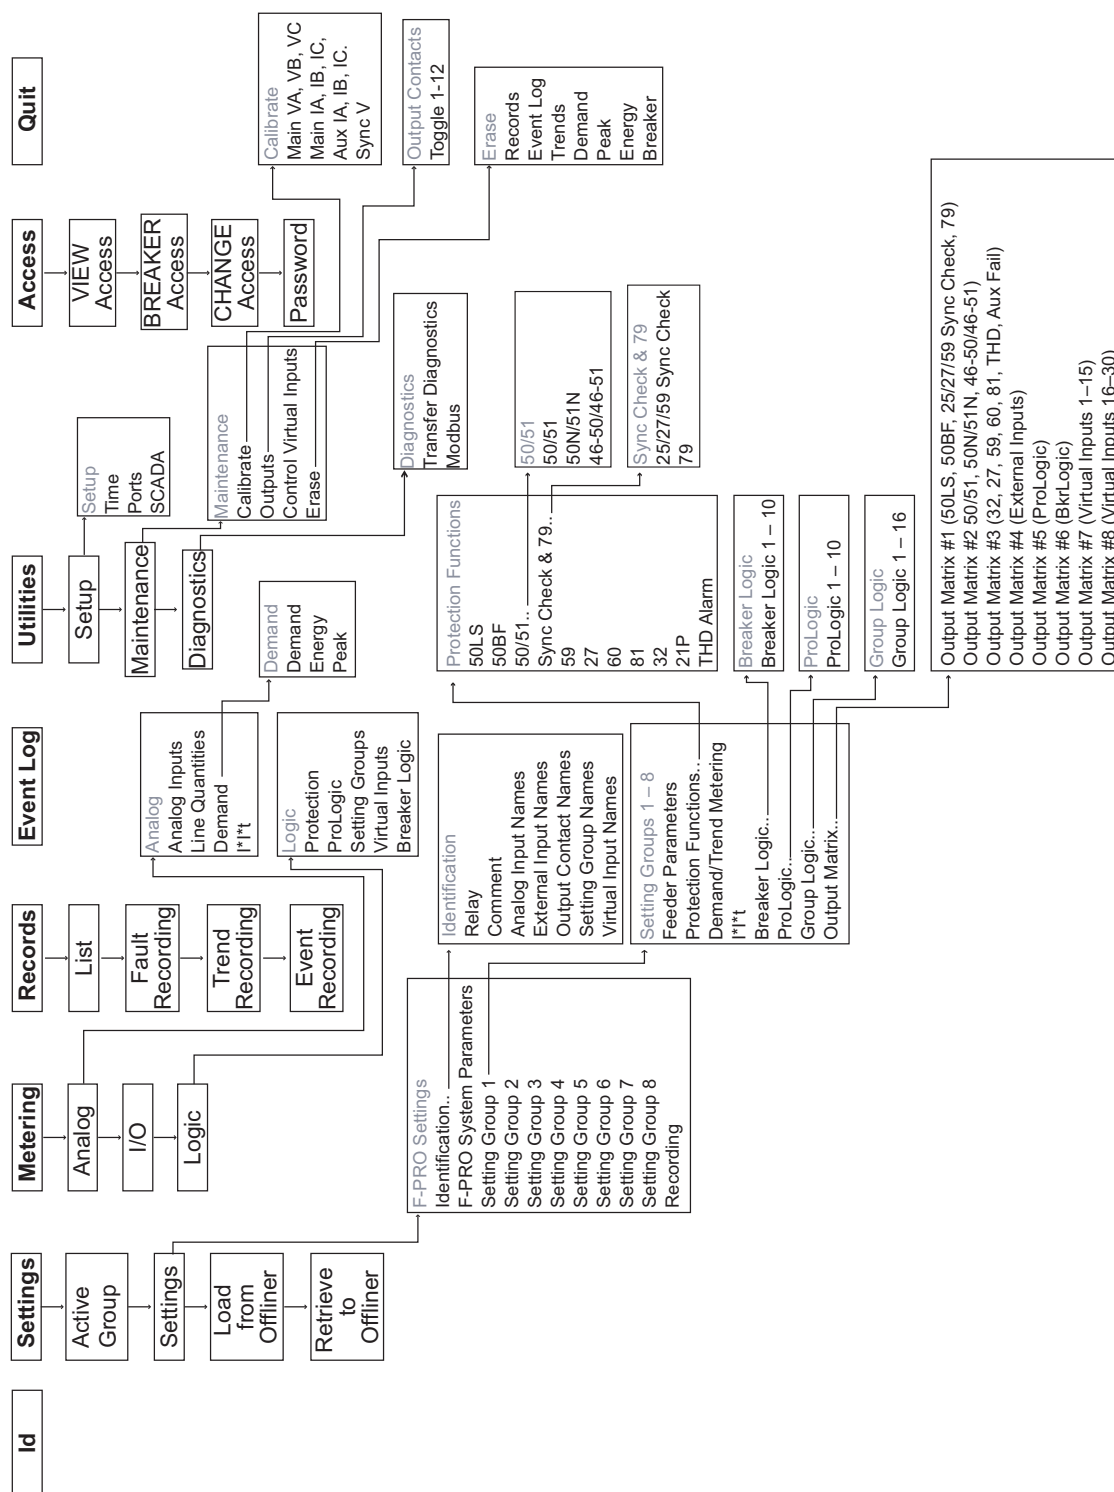 Id
Settings
Active
Group
Settings
Load
from
Offliner
Retrieve
to
Offliner
F-PRO Settings
Identification..
F-PRO System Parameters
Setting Group 1
Setting Group 2
Setting Group 3
Setting Group 4
Setting Group 5
Setting Group 6
Setting Group 7
Setting Group 8
Recording
Identification
Relay
Comment
Analog Input Names
External Input Names
Output Contact Names
Setting Group Names
Virtual Input Names
Setting Groups 1 – 8
Feeder Parameters
Protection Functions..
Demand/Trend Metering
I*I*t
Breaker Logic..
ProLogic..
Group Logic..
Output Matrix..
Protection Functions
50LS
50BF
50/51..
Sync Check & 79..
59
27
60
81
32
21P
THD Alarm
50/51
50/51
50N/51N
46-50/46-51
Sync Check & 79
25/27/59 Sync Check
79
Breaker Logic
Breaker Logic 1 – 10
ProLogic
ProLogic 1 – 10
Group Logic
Group Logic 1 – 16
Output Matrix #1 (50LS, 50BF, 25/27/59 Sync Check, 79)
Output Matrix #2 50/51, 50N/51N, 46-50/46-51)
Output Matrix #3 (32, 27, 59, 60, 81, THD, Aux Fail)
Output Matrix #4 (External Inputs)
Output Matrix #5 (ProLogic)
Output Matrix #6 (BkrLogic)
Output Matrix #7 (Virtual Inputs 1–15)
Output Matrix #8 (Virtual Inputs 16–30)
Metering
Analog
I/O
Logic
Analog
Analog Inputs
Line Quantities
Demand
I*I*t
Demand
Demand
Energy
Peak
Logic
Protection
ProLogic
Setting Groups
Virtual Inputs
Breaker Logic
Records
List
Fault
Recording
Trend
Recording
Event
Recording
Event Log
Utilities
Setup
Maintenance
Diagnostics
Setup
Time
Ports
SCADA
Maintenance
Calibrate
Outputs
Control Virtual Inputs
Erase
Diagnostics
Transfer Diagnostics
Modbus
Calibrate
Main VA, VB, VC
Main IA, IB, IC,
Aux IA, IB, IC.
Sync V
Output Contacts
Toggle 1-12
Erase
Records
Event Log
Trends
Demand
Peak
Energy
Breaker
Access
VIEW
Access
BREAKER
Access
CHANGE
Access
Password
Quit